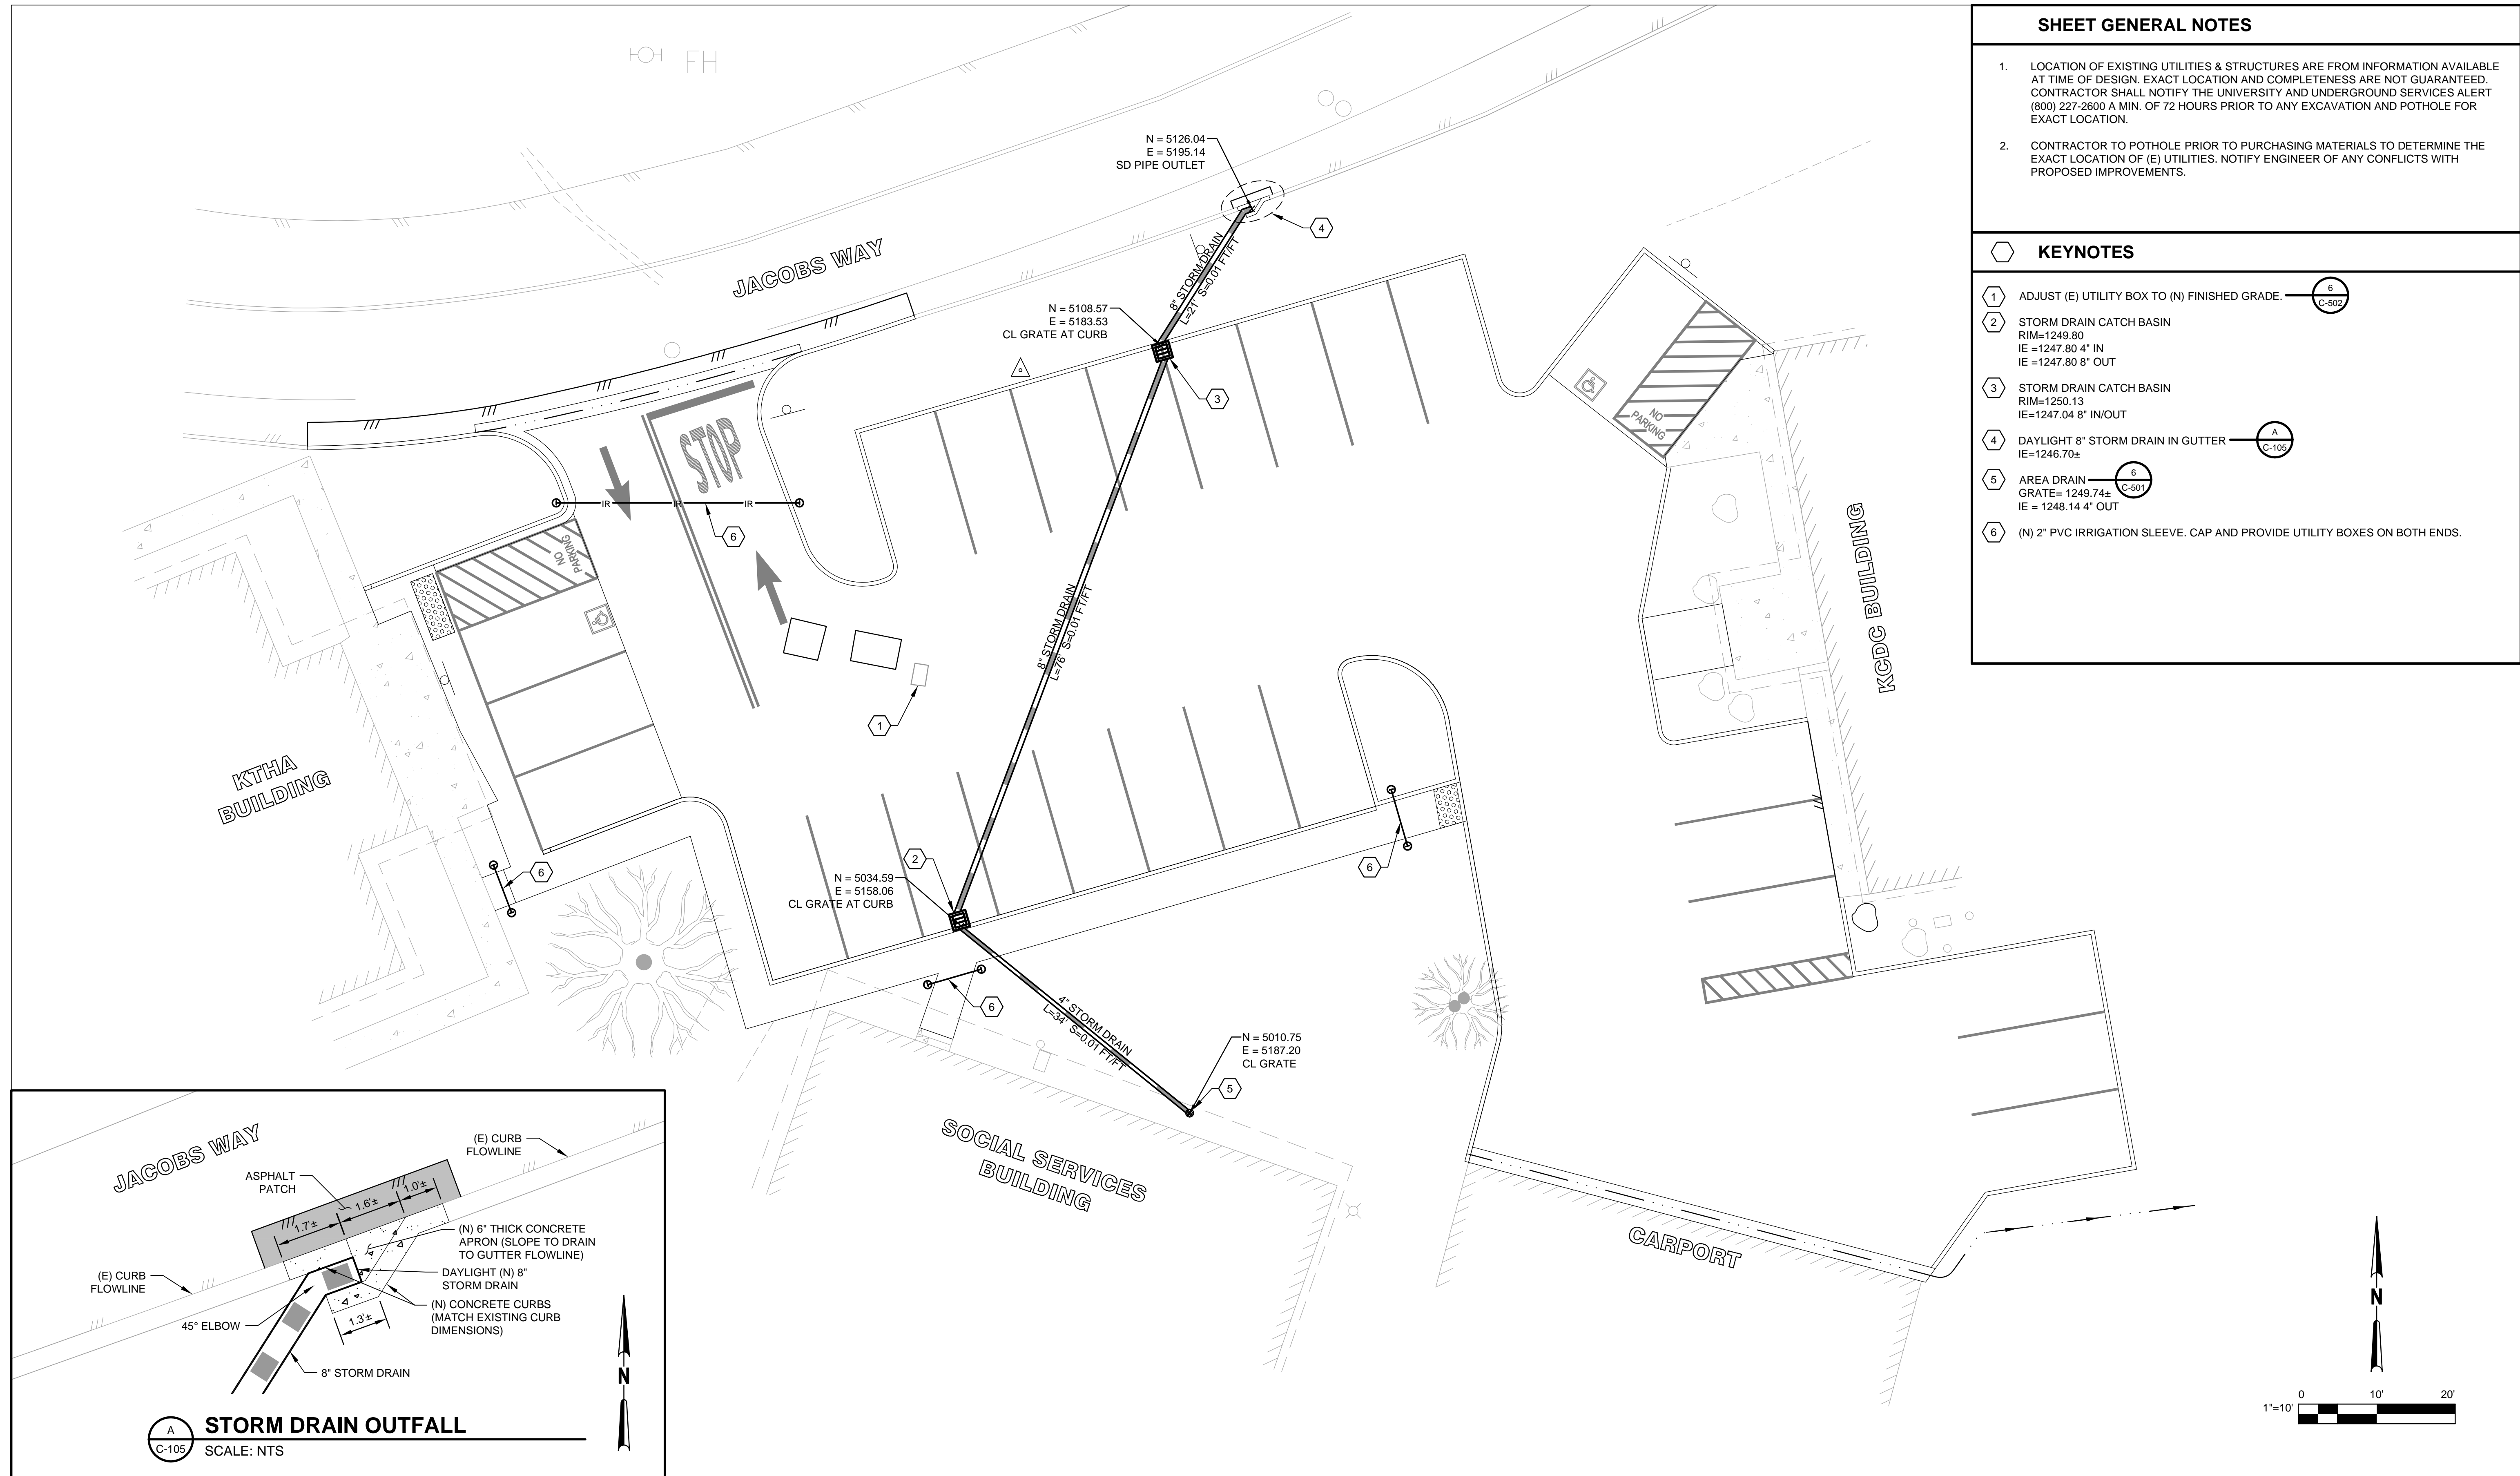 SHEET GENERAL NOTES
1. LOCATION OF EXISTING UTILITIES & STRUCTURES ARE FROM INFORMATION AVAILABLE
AT TIME OF DESIGN. EXACT LOCATION AND COMPLETENESS ARE NOT GUARANTEED.
CONTRACTOR SHALL NOTIFY THE UNIVERSITY AND UNDERGROUND SERVICES ALERT
(800) 227-2600 A MIN. OF 72 HOURS PRIOR TO ANY EXCAVATION AND POTHOLE FOR
EXACT LOCATION.
2. CONTRACTOR TO POTHOLE PRIOR TO PURCHASING MATERIALS TO DETERMINE THE
EXACT LOCATION OF (E) UTILITIES. NOTIFY ENGINEER OF ANY CONFLICTS WITH
PROPOSED IMPROVEMENTS.
KEYNOTES
1 ADJUST (E) UTILITY BOX TO (N) FINISHED GRADE.
6
C-502
2 STORM DRAIN CATCH BASIN
RIM=1249.80
IE =1247.80 4" IN
IE =1247.80 8" OUT
3 STORM DRAIN CATCH BASIN
RIM=1250.13
IE=1247.04 8" IN/OUT
4 DAYLIGHT 8" STORM DRAIN IN GUTTER
IE=1246.70±
A
C-105
5 AREA DRAIN
GRATE= 1249.74±
IE = 1248.14 4" OUT
6
C-501
6 (N) 2" PVC IRRIGATION SLEEVE. CAP AND PROVIDE UTILITY BOXES ON BOTH ENDS.
FH
N = 5126.04
E = 5195.14
SD PIPE OUTLET
4
JACOBS WAY
8" STORM DRAIN
L=21' S=0.01 FT/FT
N = 5108.57
E = 5183.53
CL GRATE AT CURB
3
STOP
NO
PARKING
IR
IR
IR
6
NO
PARKING
KCDC BUILDING
8" STORM DRAIN
L=76' S=0.01 FT/FT
1
KTHA
BUILDING
6
2
N = 5034.59
E = 5158.06
CL GRATE AT CURB
6
6
4" STORM DRAIN
L=34' S=0.01 FT/FT
N = 5010.75
E = 5187.20
CL GRATE
5
SOCIAL SERVICES
BUILDING
CARPORT
N
0 10' 20'
1"=10'
JACOBS WAY
(E) CURB
FLOWLINE
ASPHALT
PATCH
1.7'±
1.6'±
1.0'±
(N) 6" THICK CONCRETE
APRON (SLOPE TO DRAIN
TO GUTTER FLOWLINE)
DAYLIGHT (N) 8"
STORM DRAIN
(E) CURB
FLOWLINE
(N) CONCRETE CURBS
(MATCH EXISTING CURB
DIMENSIONS)
45° ELBOW
1.3'±
8" STORM DRAIN
N
A
C-105
STORM DRAIN OUTFALL
SCALE: NTS